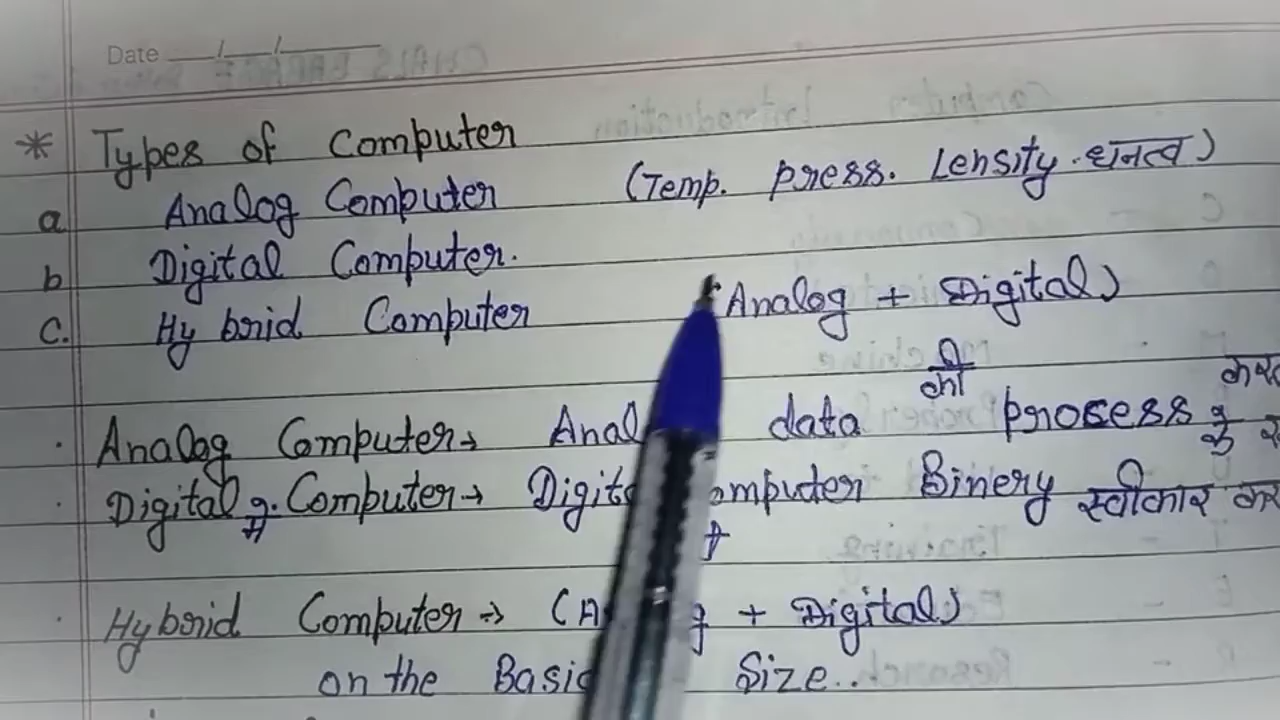 Date
* Types of Computer
a Analog Computer (Temp. press. Lensity. घनत्व)
b Digital Computer.
c. Hybrid Computer (Analog + Digital)
. Analog Computer → data को process
. Digital Computer → Computer Binery स्वीकार
. Hybrid Computer → + Digital)
on the Size..